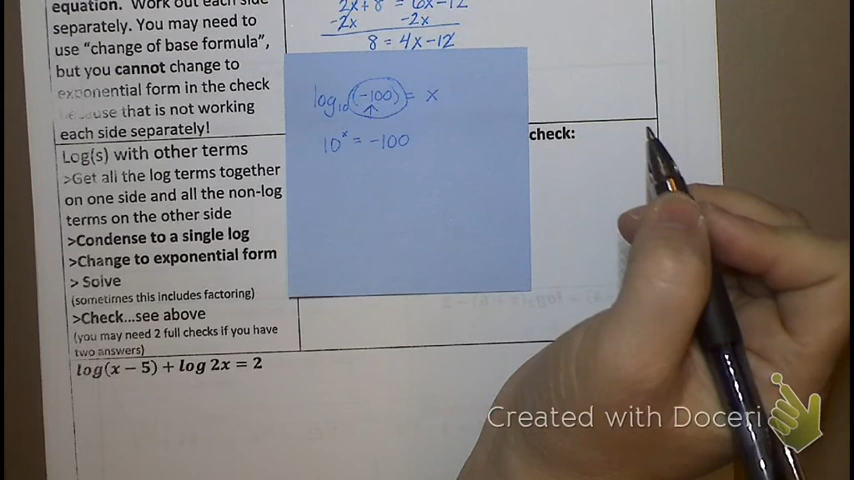 equation. Work out each side
separately. You may need to
use “change of base formula”,
but you cannot change to
exponential form in the check
because that is not working
each side separately!
2x+8 = 6x-12
-2x -2x
8 = 4x-12
log10(-100) = x
10^x = -100
check:
Log(s) with other terms
>Get all the log terms together
on one side and all the non-log
terms on the other side
>Condense to a single log
>Change to exponential form
> Solve
(sometimes this includes factoring)
>Check...see above
(you may need 2 full checks if you have
two answers)
log(x − 5) + log 2x = 2
Created with Doceri